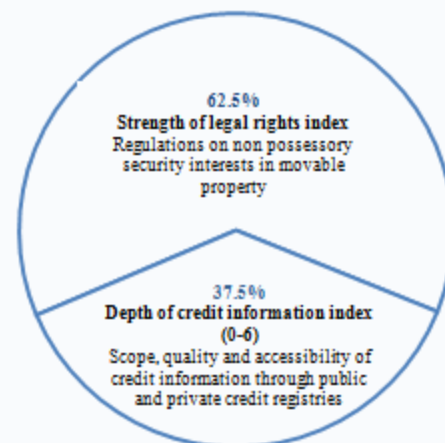 62.5%
Strength of legal rights index
Regulations on non possessory
security interests in movable
property
37.5%
Depth of credit information index
(0-6)
Scope, quality and accessibility of
credit information through public
and private credit registries